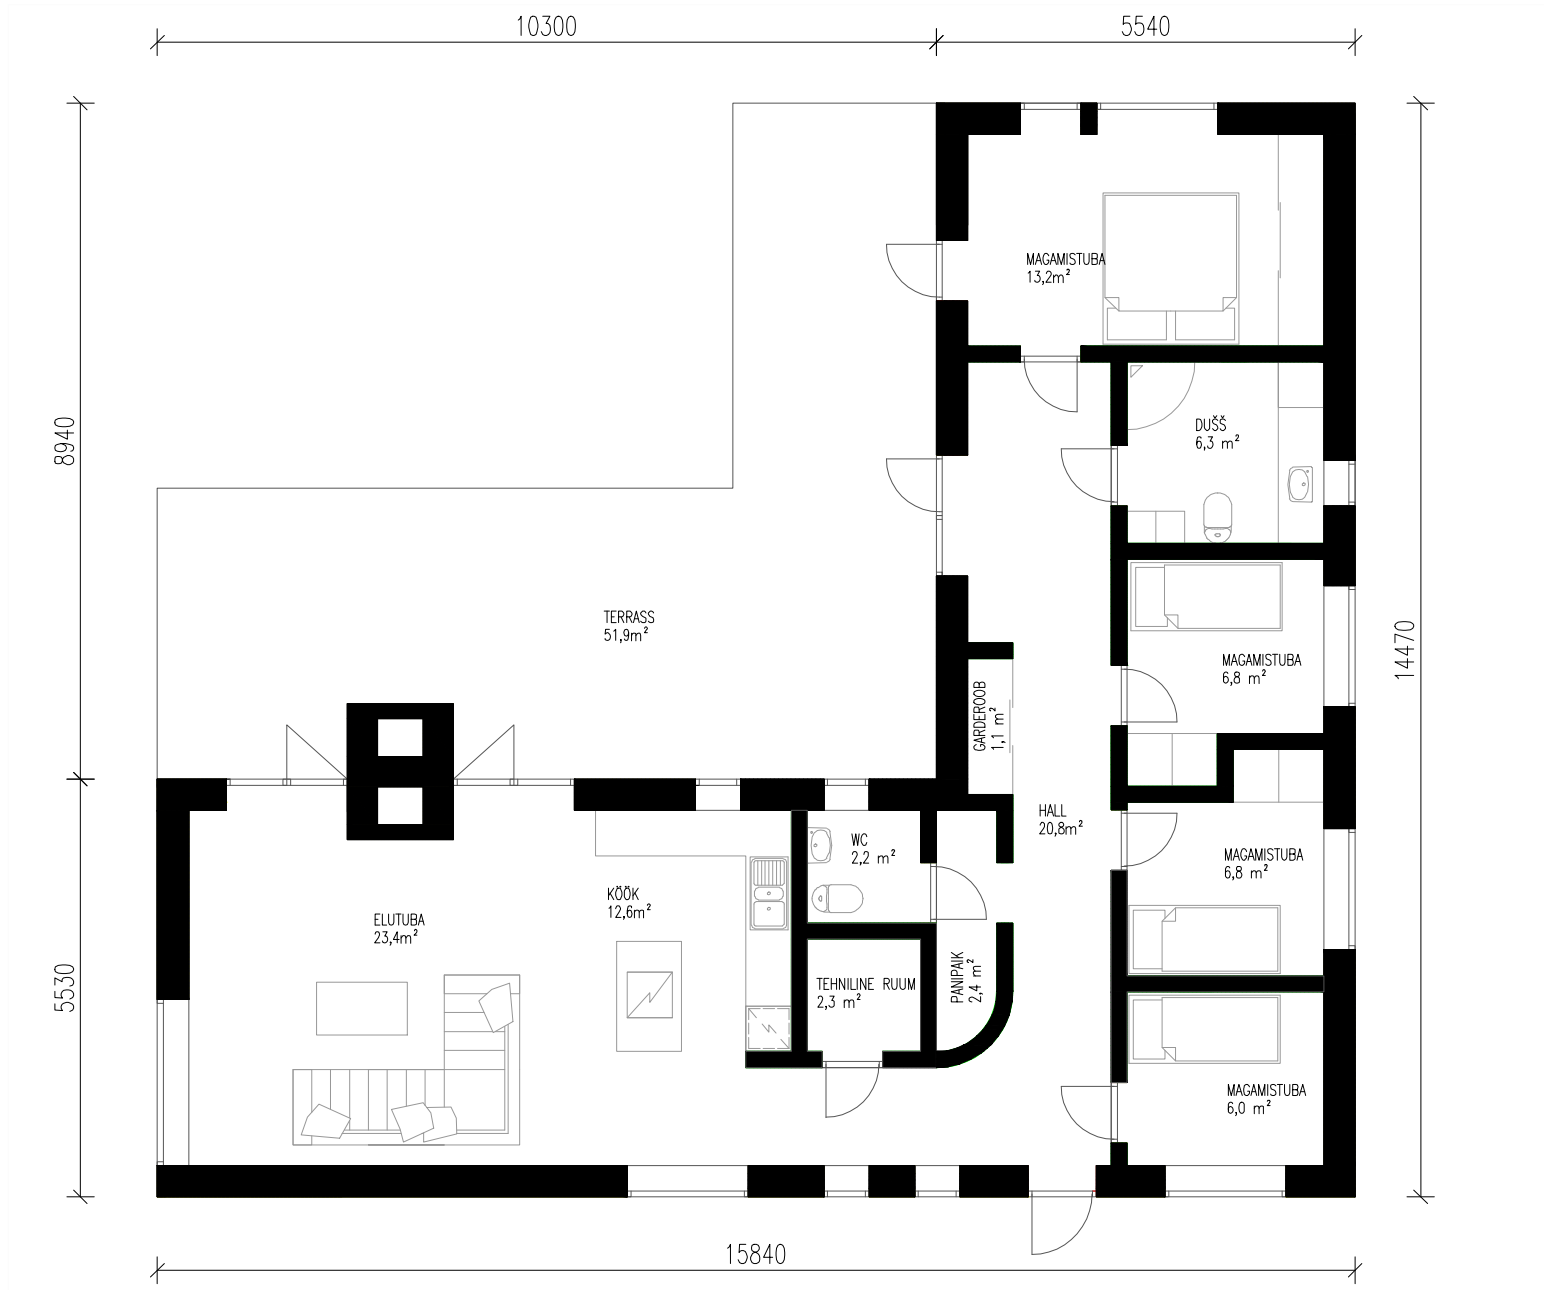 10300
5540
MAGAMISTUBA
13,2m²
8940
DUŠŠ
6,3 m²
TERRASS
51,9m²
14470
MAGAMISTUBA
6,8 m²
GARDEROOB
1,1 m²
HALL
20,8m²
WC
2,2 m²
MAGAMISTUBA
6,8 m²
KÖÖK
12,6m²
ELUTUBA
23,4m²
5530
PANIPAIK
2,4 m²
TEHNILINE RUUM
2,3 m²
MAGAMISTUBA
6,0 m²
15840